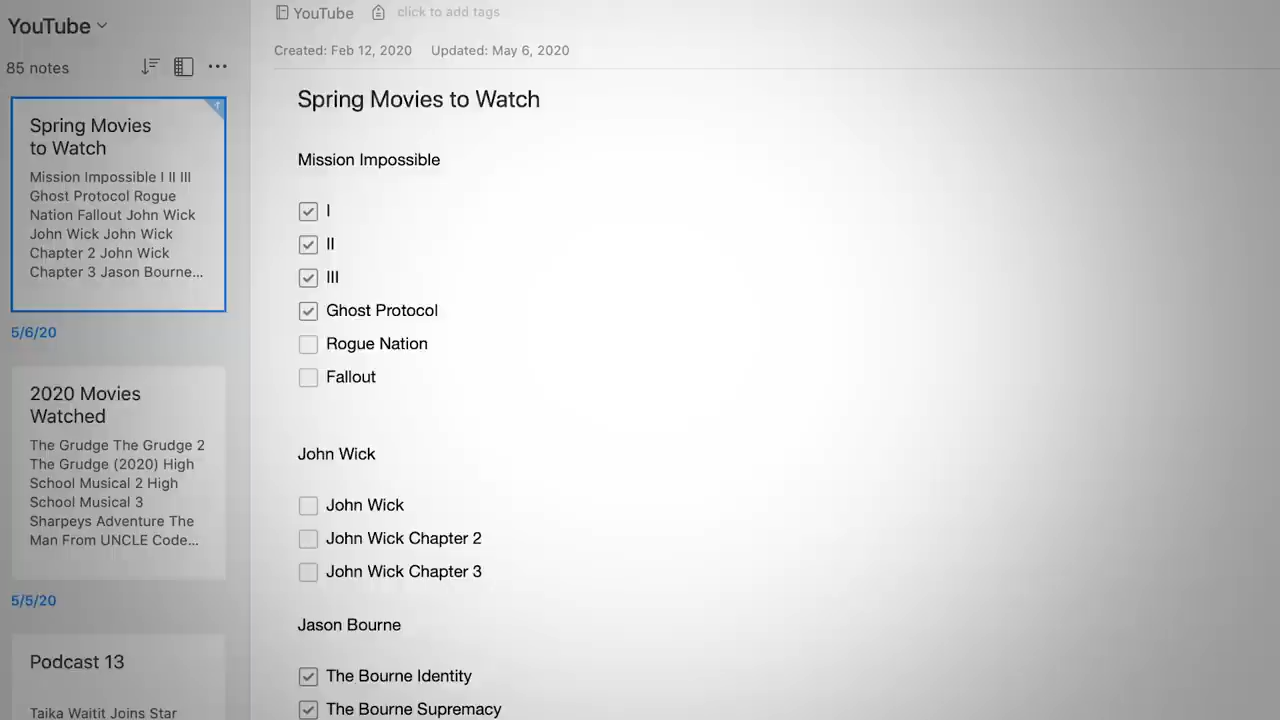 YouTube
85 notes
Spring Movies
to Watch
Mission Impossible I II III
Ghost Protocol Rogue
Nation Fallout John Wick
John Wick John Wick
Chapter 2 John Wick
Chapter 3 Jason Bourne...
5/6/20
2020 Movies
Watched
The Grudge The Grudge 2
The Grudge (2020) High
School Musical 2 High
School Musical 3
Sharpeys Adventure The
Man From UNCLE Code...
5/5/20
Podcast 13
Taika Waitit Joins Star
YouTube click to add tags
Created: Feb 12, 2020 Updated: May 6, 2020
Spring Movies to Watch
Mission Impossible
I
II
III
Ghost Protocol
Rogue Nation
Fallout
John Wick
John Wick
John Wick Chapter 2
John Wick Chapter 3
Jason Bourne
The Bourne Identity
The Bourne Supremacy